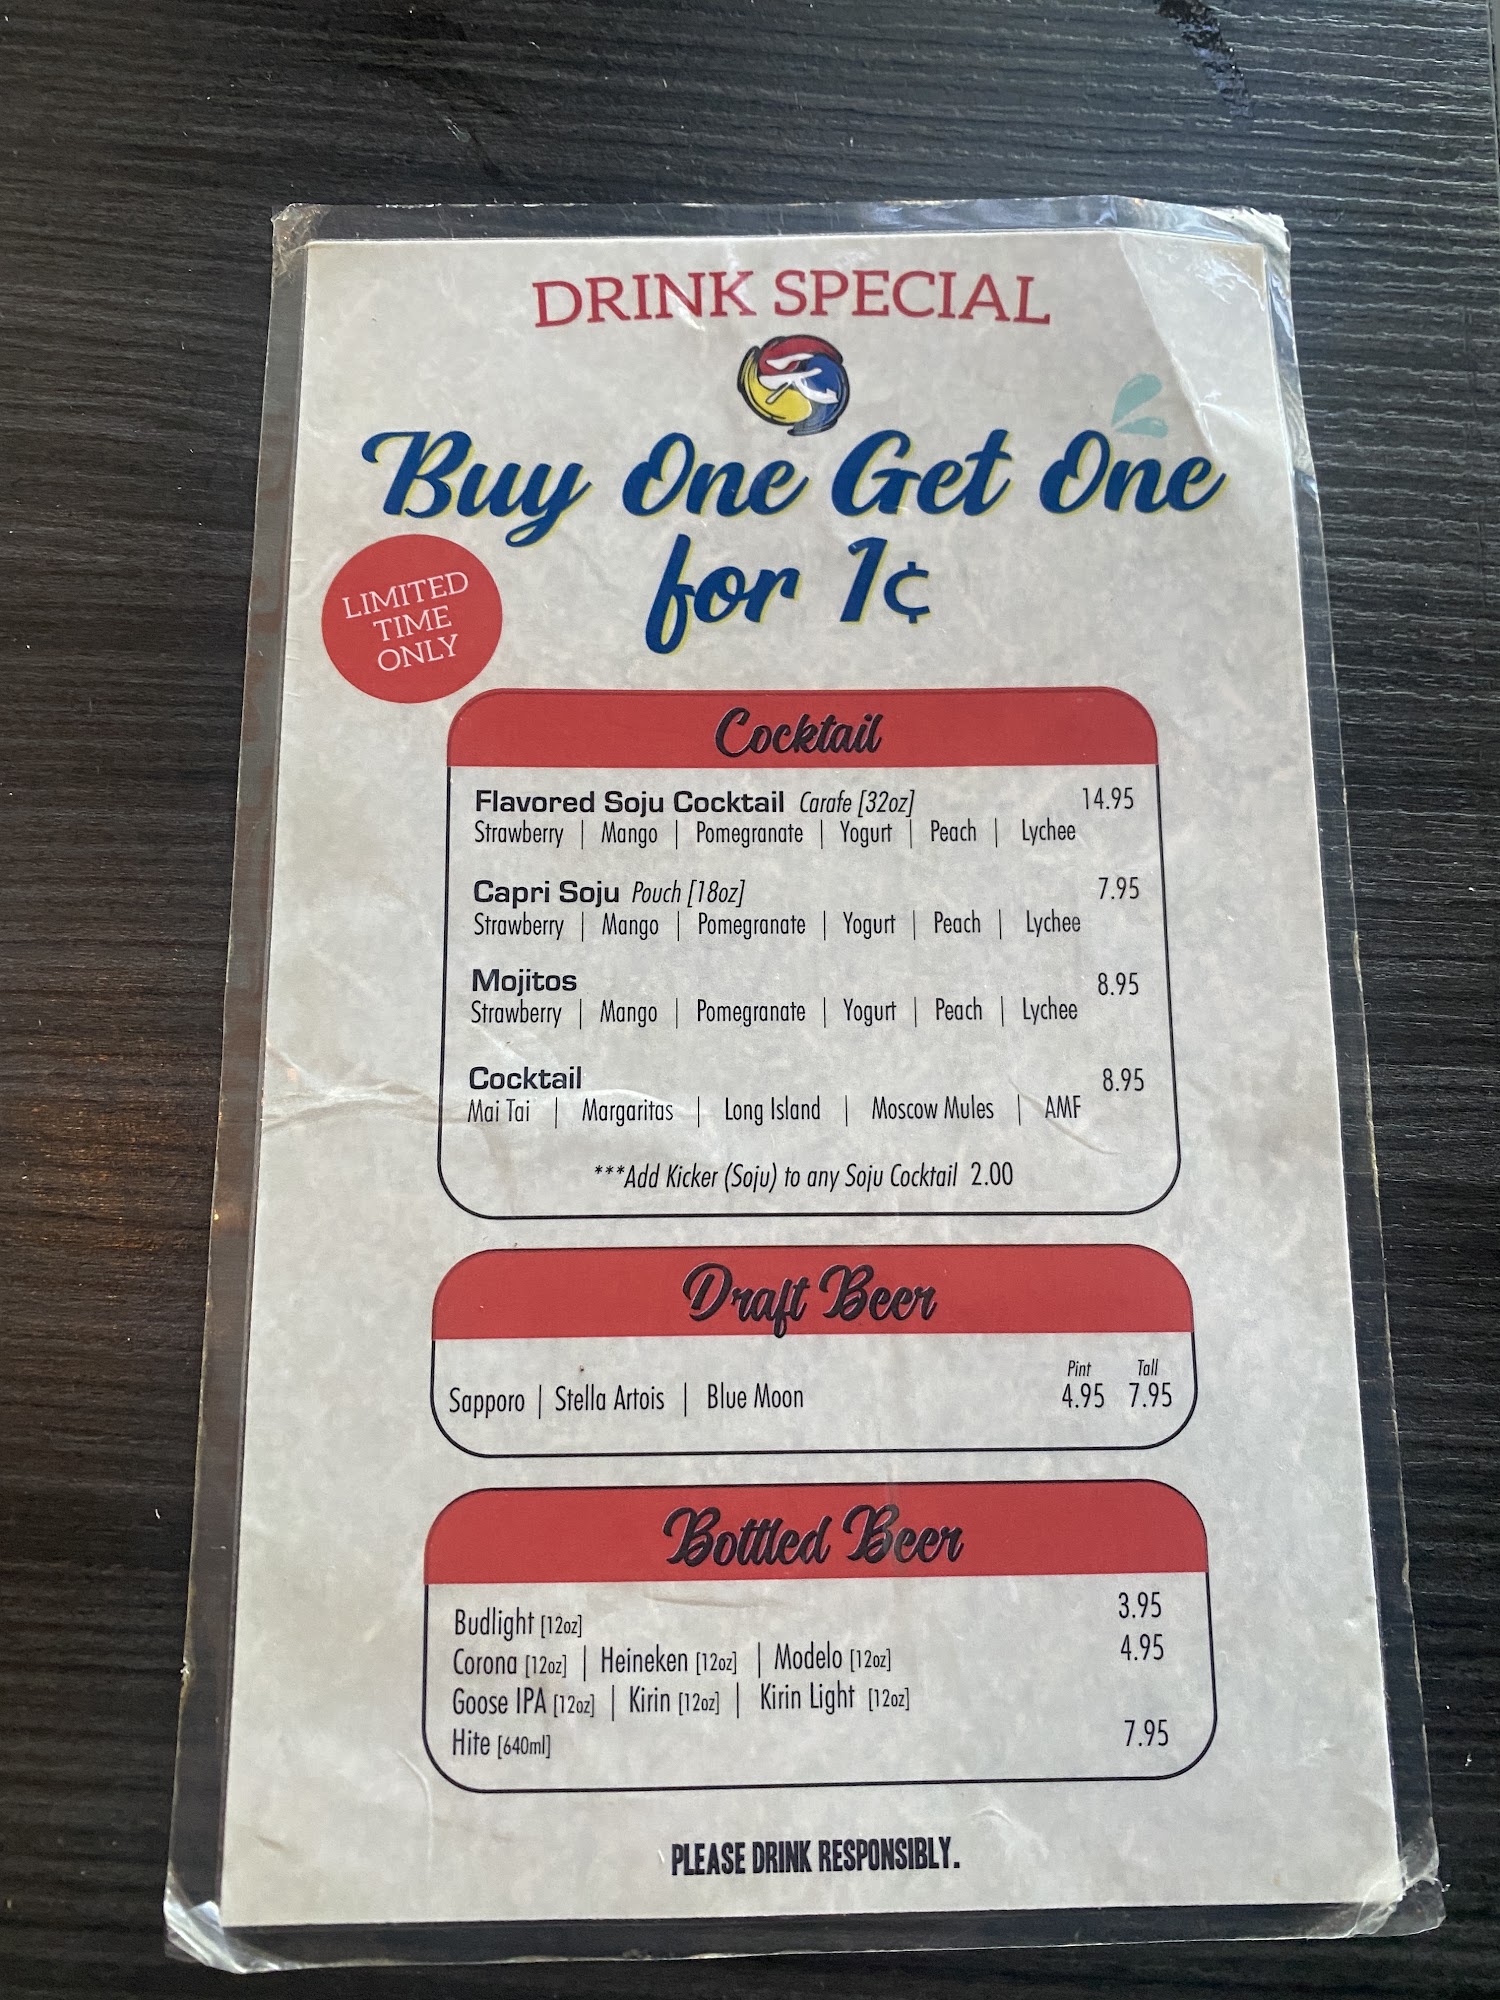 DRINK SPECIAL
Buy One Get One
for 1¢
LIMITED
TIME
ONLY
Cocktail
Flavored Soju Cocktail Carafe [32oz] 14.95
Strawberry | Mango | Pomegranate | Yogurt | Peach | Lychee
Capri Soju Pouch [18oz] 7.95
Strawberry | Mango | Pomegranate | Yogurt | Peach | Lychee
Mojitos 8.95
Strawberry | Mango | Pomegranate | Yogurt | Peach | Lychee
Cocktail 8.95
Mai Tai | Margaritas | Long Island | Moscow Mules | AMF
***Add Kicker (Soju) to any Soju Cocktail 2.00
Draft Beer
Pint Tall
Sapporo | Stella Artois | Blue Moon 4.95 7.95
Bottled Beer
Budlight [12oz] 3.95
Corona [12oz] | Heineken [12oz] | Modelo [12oz] 4.95
Goose IPA [12oz] | Kirin [12oz] | Kirin Light [12oz]
Hite [640ml] 7.95
PLEASE DRINK RESPONSIBLY.